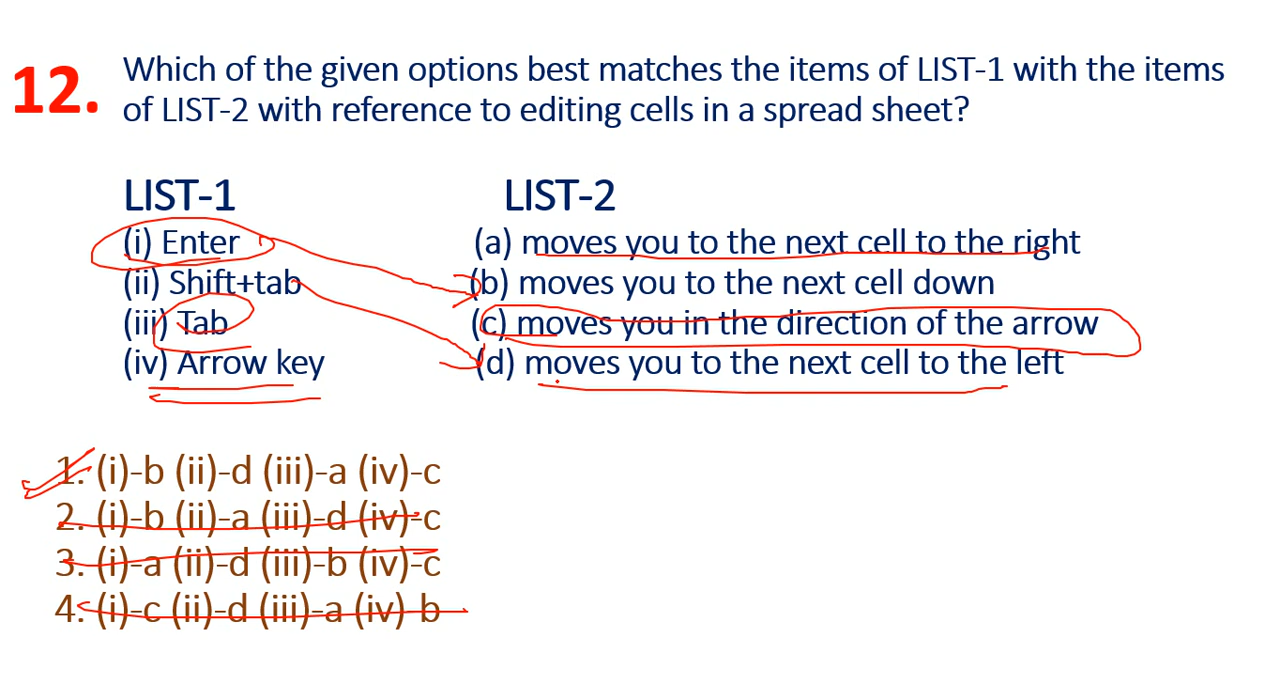 12. Which of the given options best matches the items of LIST-1 with the items
of LIST-2 with reference to editing cells in a spread sheet?
LIST-1 LIST-2
(i) Enter (a) moves you to the next cell to the right
(ii) Shift+tab (b) moves you to the next cell down
(iii) Tab (c) moves you in the direction of the arrow
(iv) Arrow key (d) moves you to the next cell to the left
1. (i)-b (ii)-d (iii)-a (iv)-c
2. (i)-b (ii)-a (iii)-d (iv)-c
3. (i)-a (ii)-d (iii)-b (iv)-c
4. (i)-c (ii)-d (iii)-a (iv)-b